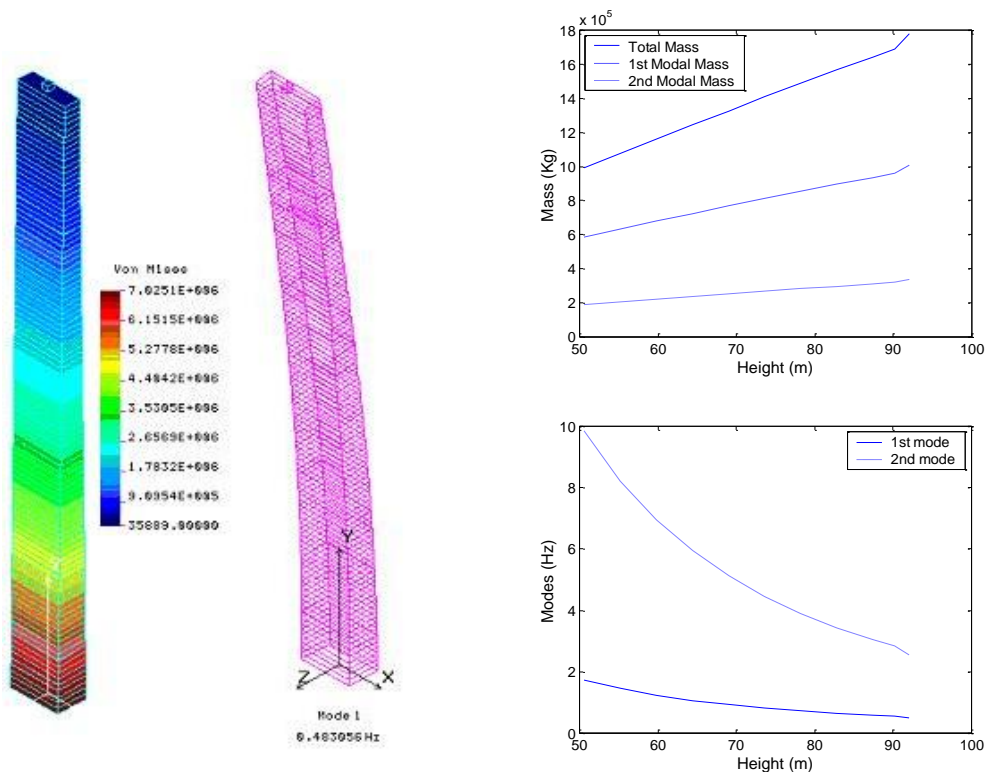 Von Mises
7.0251E+006
6.1515E+006
5.2778E+006
4.4042E+006
3.5305E+006
2.6569E+006
1.7832E+006
9.0954E+005
35889.00000
Y
Z
X
Mode 1
0.483056 Hz
x 10^5
18
16
14
12
10
8
6
4
2
0
Mass (Kg)
Total Mass
1st Modal Mass
2nd Modal Mass
50 60 70 80 90 100
Height (m)
10
8
6
4
2
0
Modes (Hz)
1st mode
2nd mode
50 60 70 80 90 100
Height (m)